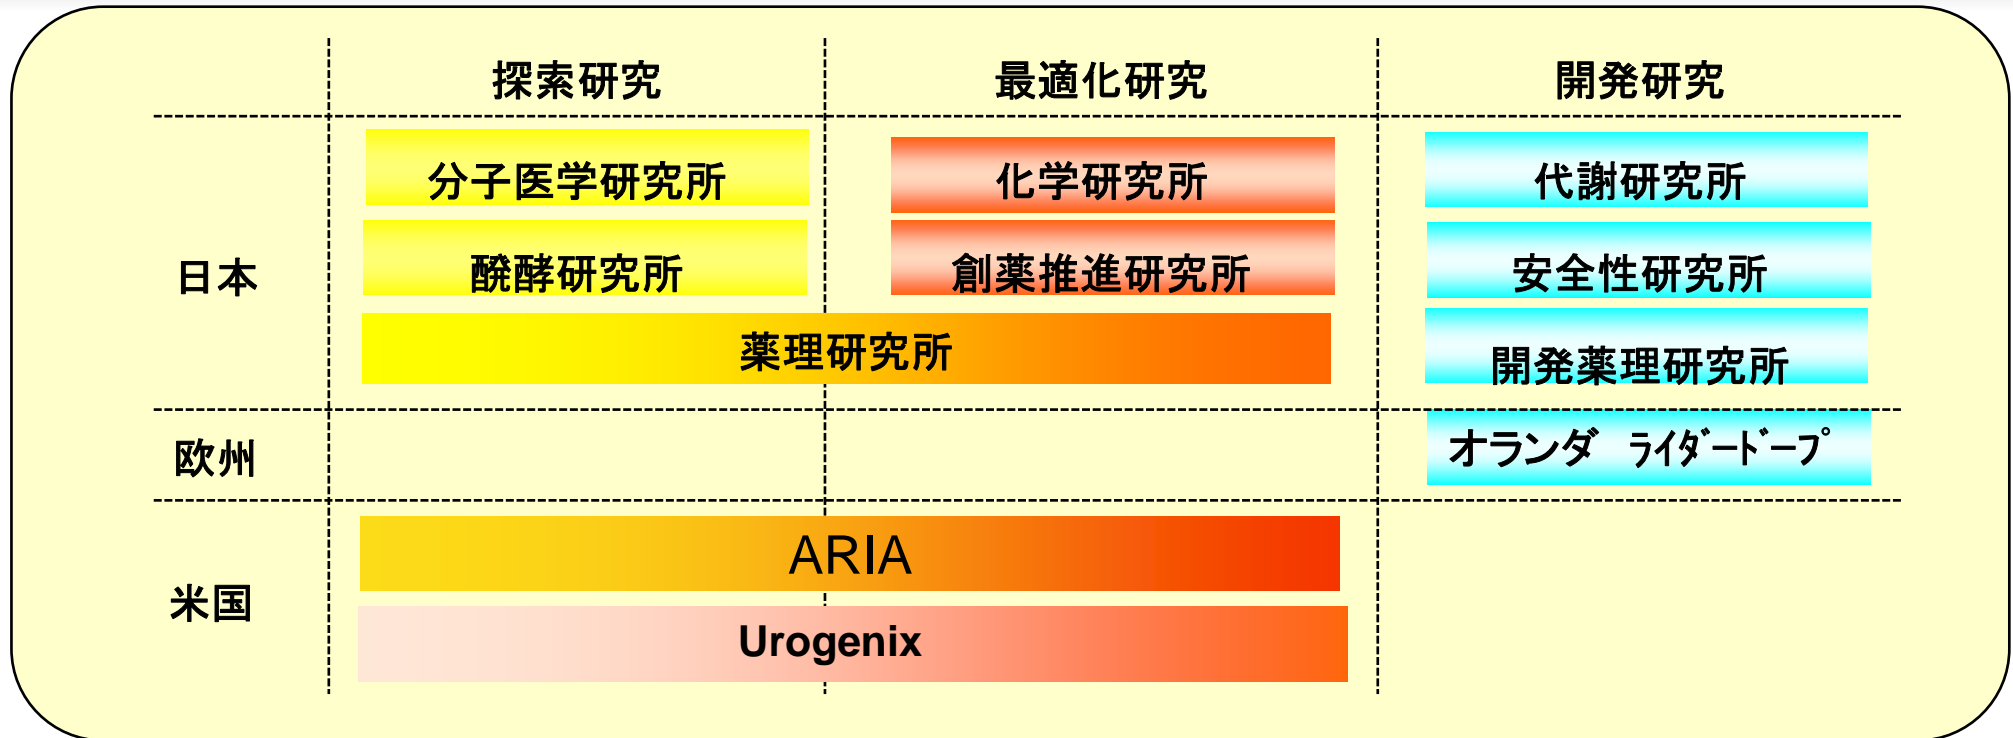 探索研究 最適化研究 開発研究
分子医学研究所 化学研究所 代謝研究所
日本 醗酵研究所 創薬推進研究所 安全性研究所
薬理研究所 開発薬理研究所
欧州 オランダ ﾗｲﾀﾞｰﾄﾞｰﾌﾟ
ARIA
米国
Urogenix